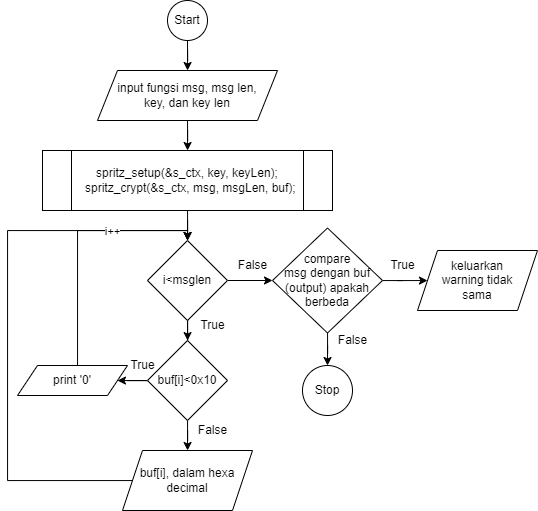 Start
input fungsi msg, msg len,
key, dan key len
spritz_setup(&s_ctx, key, keyLen);
spritz_crypt(&s_ctx, msg, msgLen, buf);
i++
i<msglen
False
compare
msg dengan buf
(output) apakah
berbeda
True
keluarkan
warning tidak
sama
True
False
Stop
buf[i]<0x10
True
print '0'
False
buf[i], dalam hexa
decimal